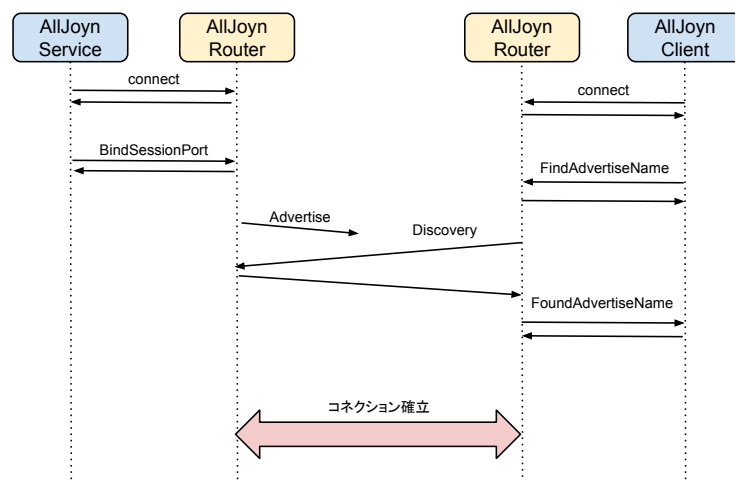 AllJoyn
Service
AllJoyn
Router
AllJoyn
Router
AllJoyn
Client
connect
connect
BindSessionPort
FindAdvertiseName
Advertise
Discovery
FoundAdvertiseName
コネクション確立